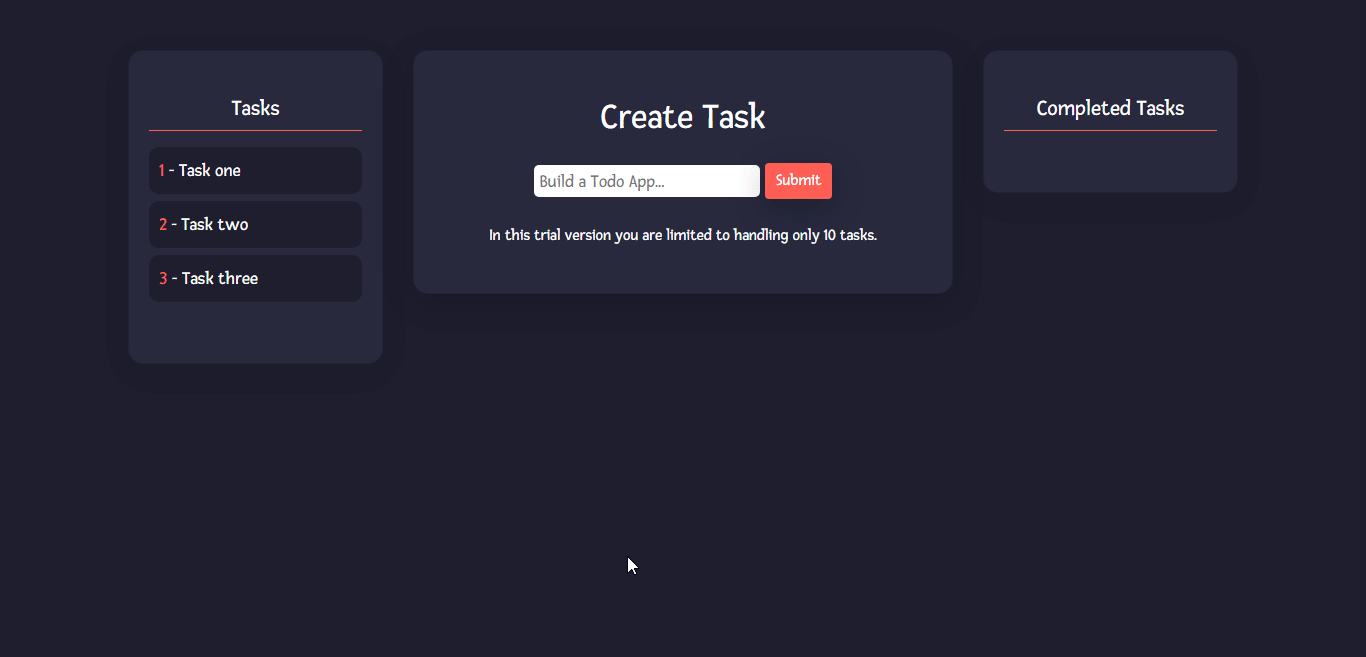 Tasks
1 - Task one
2 - Task two
3 - Task three
Create Task
Build a Todo App...
Submit
In this trial version you are limited to handling only 10 tasks.
Completed Tasks